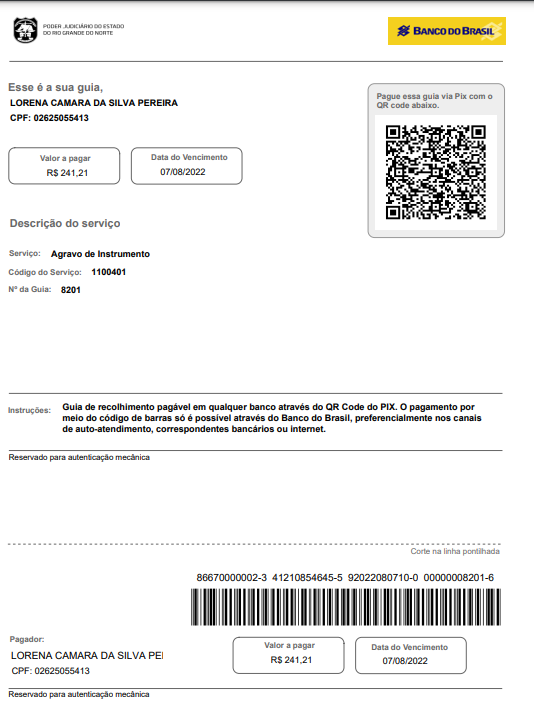 PODER JUDICIÁRIO DO ESTADO
DO RIO GRANDE DO NORTE
BANCO DO BRASIL
Esse é a sua guia,
LORENA CAMARA DA SILVA PEREIRA
CPF: 02625055413
Pague essa guia via Pix com o
QR code abaixo.
Valor a pagar
R$ 241,21
Data do Vencimento
07/08/2022
Descrição do serviço
Serviço: Agravo de Instrumento
Código do Serviço: 1100401
Nº da Guia: 8201
Instruções: Guia de recolhimento pagável em qualquer banco através do QR Code do PIX. O pagamento por
meio do código de barras só é possível através do Banco do Brasil, preferencialmente nos canais
de auto-atendimento, correspondentes bancários ou internet.
Reservado para autenticação mecânica
Corte na linha pontilhada
86670000002-3 41210854645-5 92022080710-0 00000008201-6
Pagador:
LORENA CAMARA DA SILVA PEI
CPF: 02625055413
Valor a pagar
R$ 241,21
Data do Vencimento
07/08/2022
Reservado para autenticação mecânica